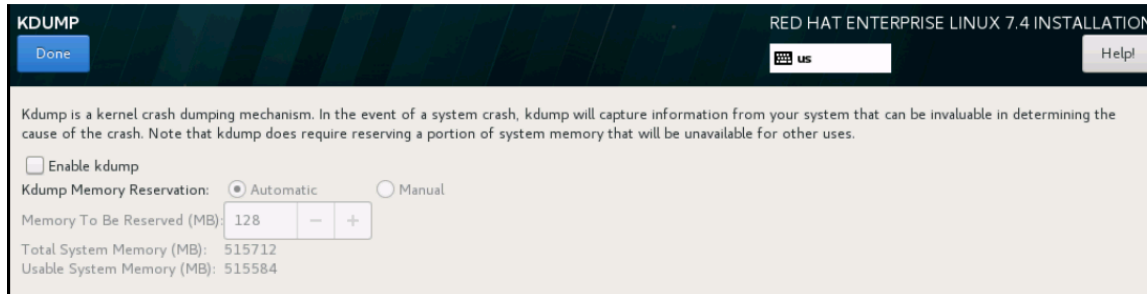 KDUMP
RED HAT ENTERPRISE LINUX 7.4 INSTALLATION
Done
us
Help!
Kdump is a kernel crash dumping mechanism. In the event of a system crash, kdump will capture information from your system that can be invaluable in determining the
cause of the crash. Note that kdump does require reserving a portion of system memory that will be unavailable for other uses.
Enable kdump
Kdump Memory Reservation: Automatic Manual
Memory To Be Reserved (MB): 128 - +
Total System Memory (MB): 515712
Usable System Memory (MB): 515584